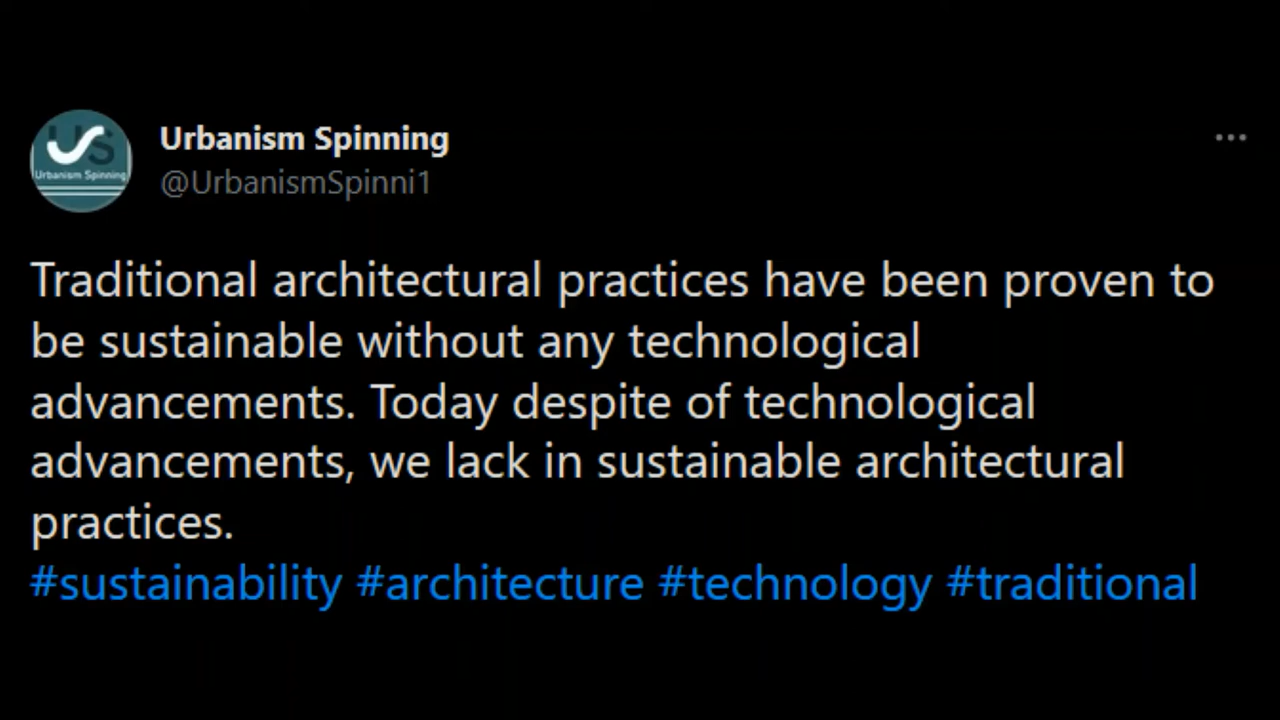 Urbanism Spinning
@UrbanismSpinni1
US
Urbanism Spinning
Traditional architectural practices have been proven to
be sustainable without any technological
advancements. Today despite of technological
advancements, we lack in sustainable architectural
practices.
#sustainability #architecture #technology #traditional